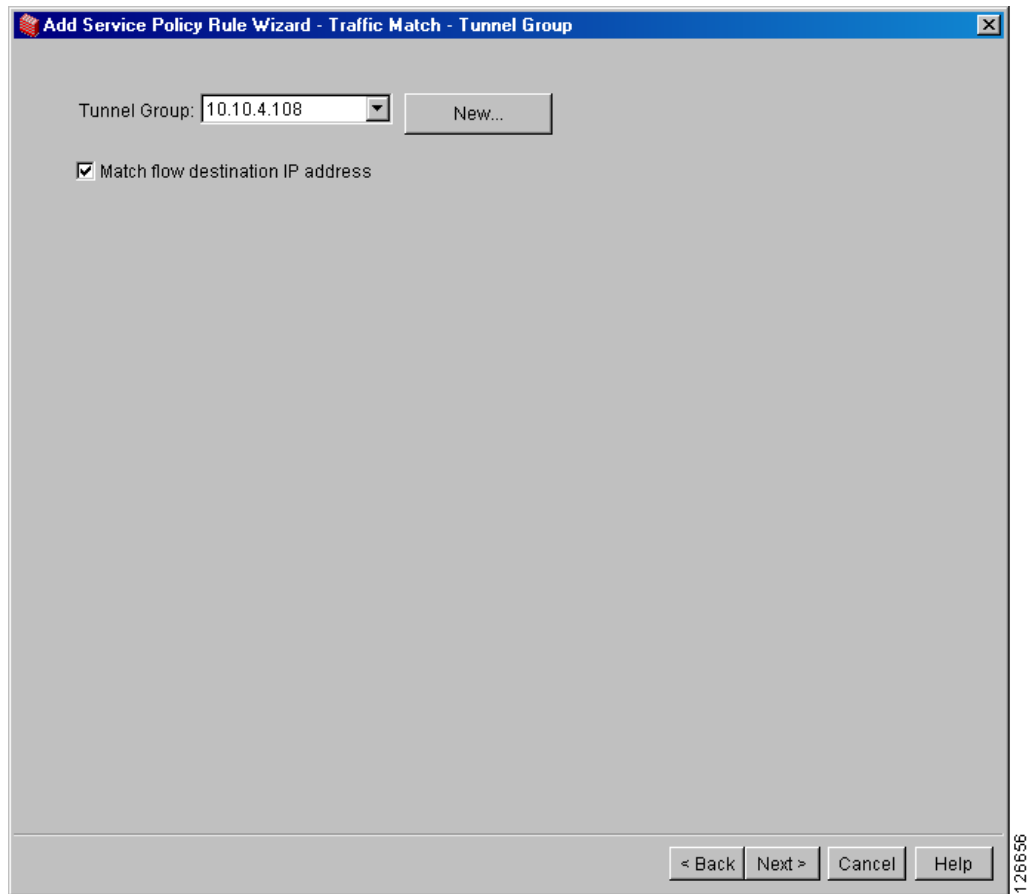 Add Service Policy Rule Wizard - Traffic Match - Tunnel Group
Tunnel Group: 10.10.4.108 New...
Match flow destination IP address
< Back Next > Cancel Help
126656